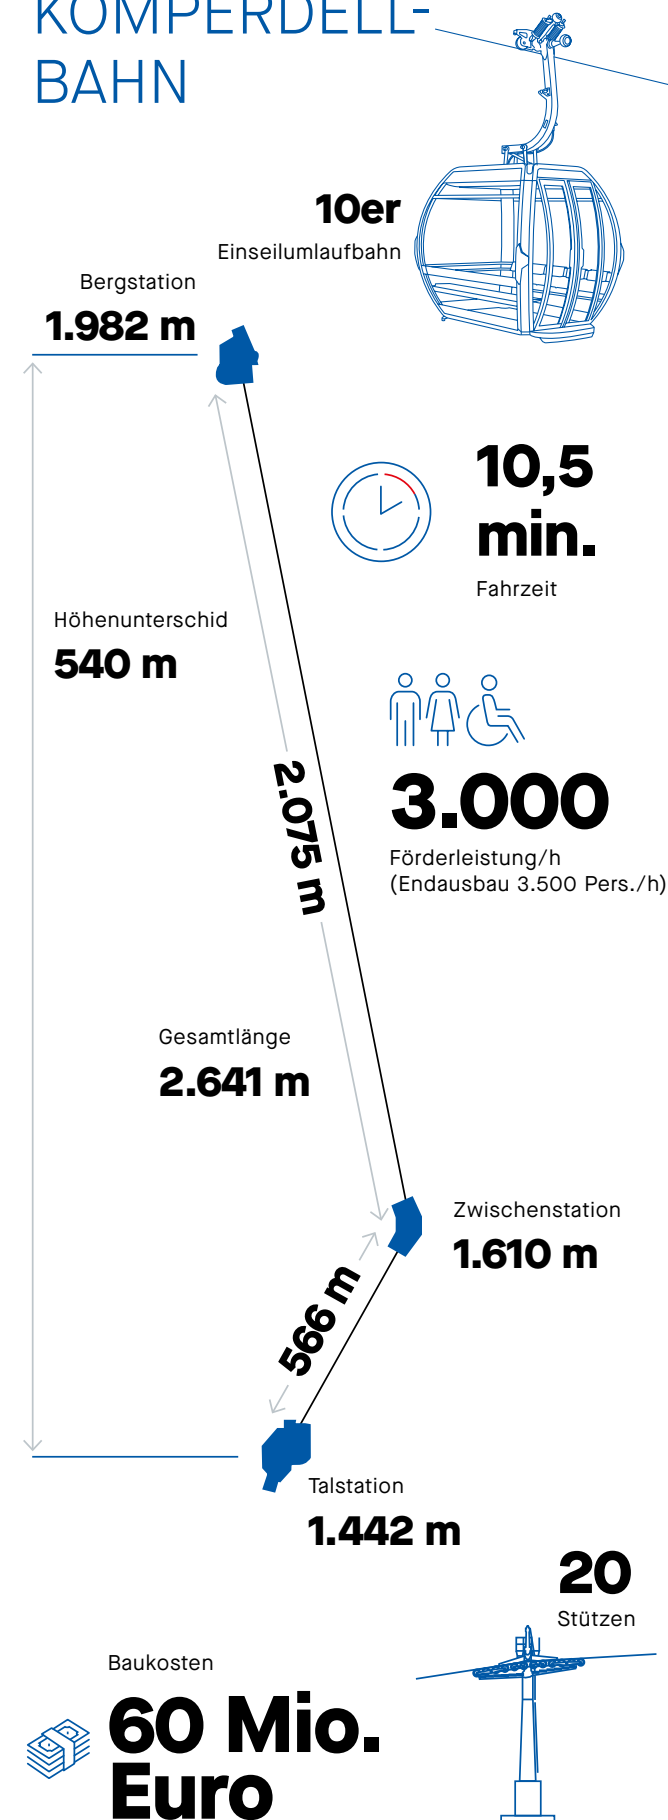 KOMPERDELL-
BAHN
10er
Einseilumlaufbahn
Bergstation
1.982 m
10,5
min.
Fahrzeit
Höhenunterschid
540 m
2.075 m
3.000
Förderleistung/h
(Endausbau 3.500 Pers./h)
Gesamtlänge
2.641 m
Zwischenstation
1.610 m
566 m
Talstation
1.442 m
20
Stützen
Baukosten
60 Mio.
Euro